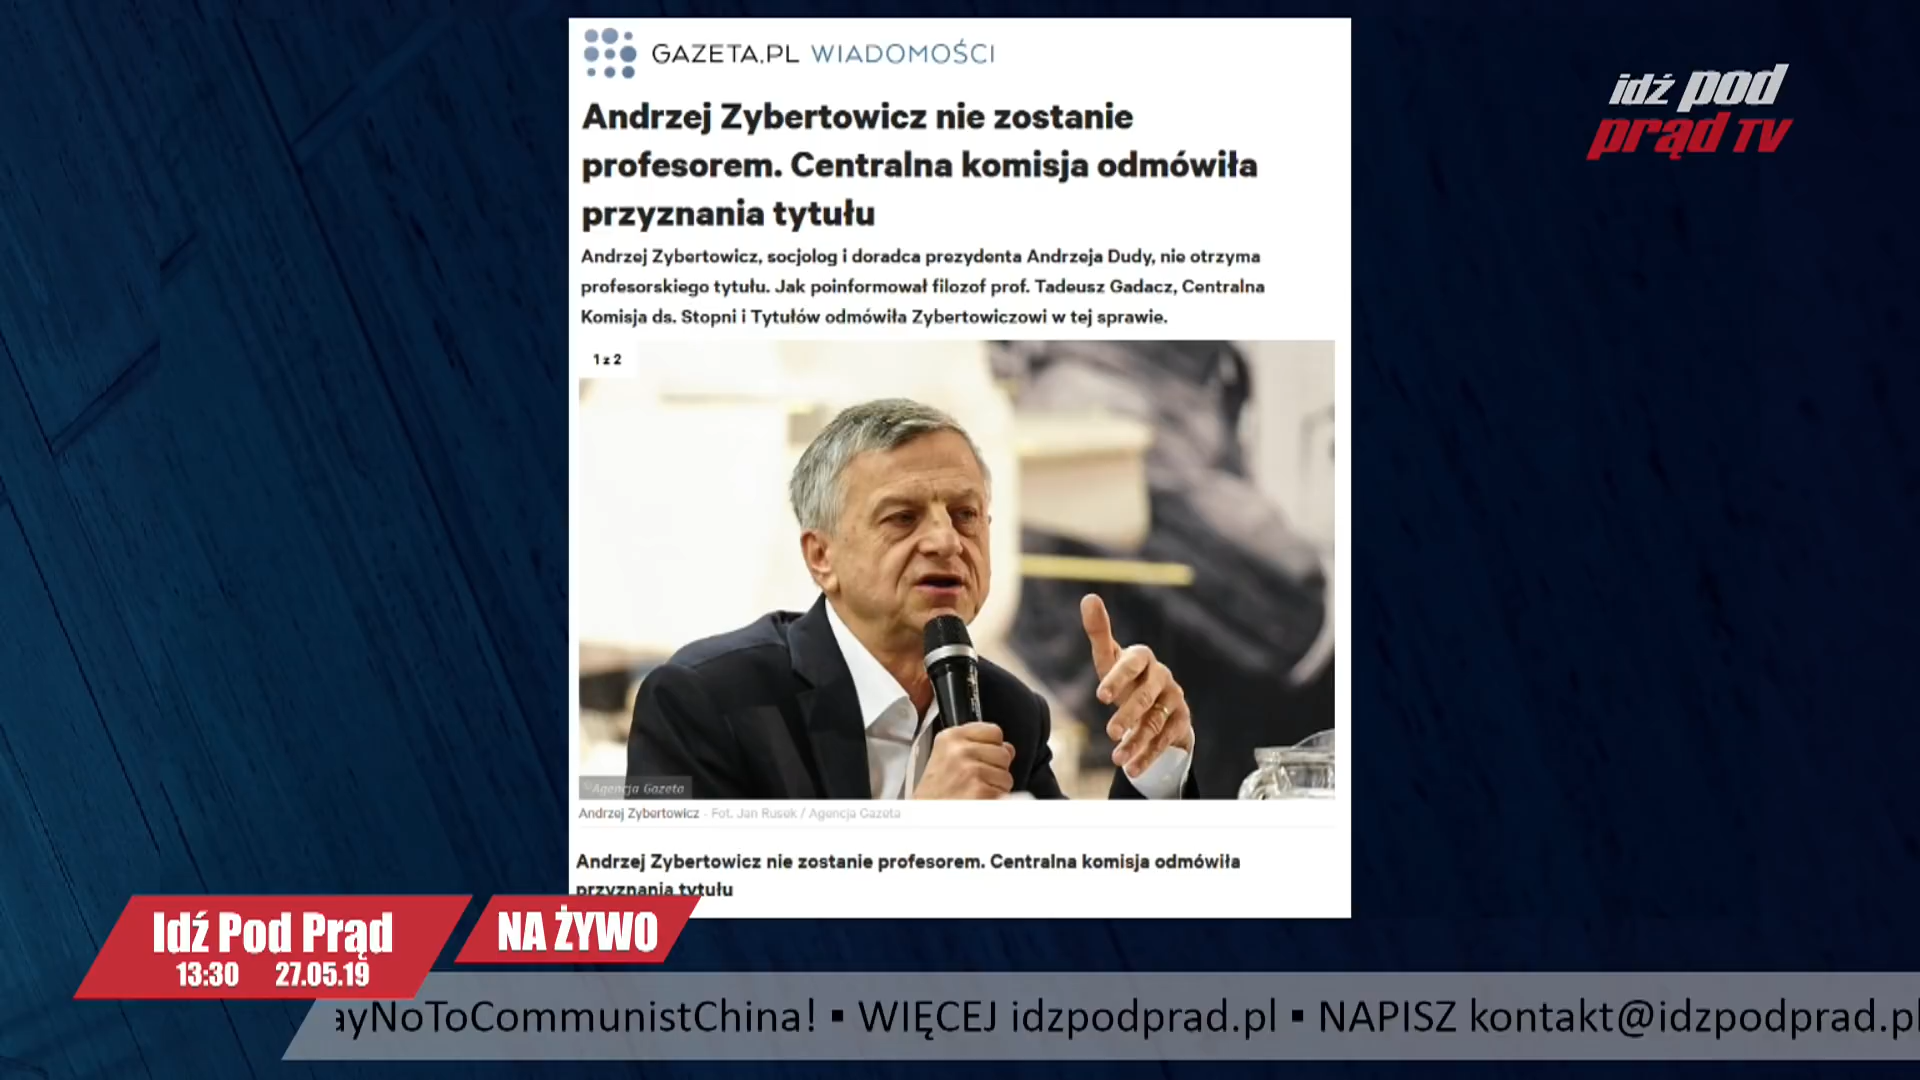 GAZETA.PL WIADOMOŚCI
idź pod
prąd TV
Andrzej Zybertowicz nie zostanie
profesorem. Centralna komisja odmówiła
przyznania tytułu
Andrzej Zybertowicz, socjolog i doradca prezydenta Andrzeja Dudy, nie otrzyma
profesorskiego tytułu. Jak poinformował filozof prof. Tadeusz Gadacz, Centralna
Komisja ds. Stopni i Tytułów odmówiła Zybertowiczowi w tej sprawie.
1 z 2
©Agencja Gazeta
Andrzej Zybertowicz - Fot. Jan Rusek / Agencja Gazeta
Andrzej Zybertowicz nie zostanie profesorem. Centralna komisja odmówiła
przyznania tytułu
Idź Pod Prąd
13:30 27.05.19
NA ŻYWO
ayNoToCommunistChina! ▪ WIĘCEJ idzpodprad.pl ▪ NAPISZ kontakt@idzpodprad.pl